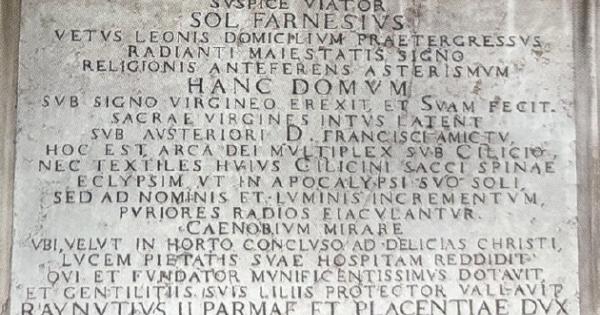 SVSPICE VIATOR
SOL FARNESIVS
VETVS LEONIS DOMICILIVM PRAETERGRESSVS
RADIANTI MAIESTATIS SIGNO
RELIGIONIS ANTEFERENS ASTERISMVM
HANC DOMVM
SVB SIGNO VIRGINEO EREXIT ET SVAM FECIT.
SACRAE VIRGINES INTVS LATENT
SVB AVSTERIORI D. FRANCISCI AMICTV,
HOC EST, ARCA DEI MVLTIPLEX SVB CILICIO,
NEC TEXTILES HVIVS CILICINI SACCI SPINAE
ECLYPSIM, VT IN APOCALYPSI SVO SOLI,
SED AD NOMINIS ET LVMINIS INCREMENTVM,
PVRIORES RADIOS EIACVLANTVR.
CAENOBIVM MIRARE
VBI, VELVT IN HORTO CONCLVSO AD DELICIAS CHRISTI,
LVCEM PIETATIS SVAE HOSPITAM REDDIDIT
QVI ET FVNDATOR MVNIFICENTISSIMVS DOTAVIT,
ET GENTILITIIS SVIS LILIIS PROTECTOR VALLAVIT
RAYNVTIVS II PARMAE ET PLACENTIAE DVX